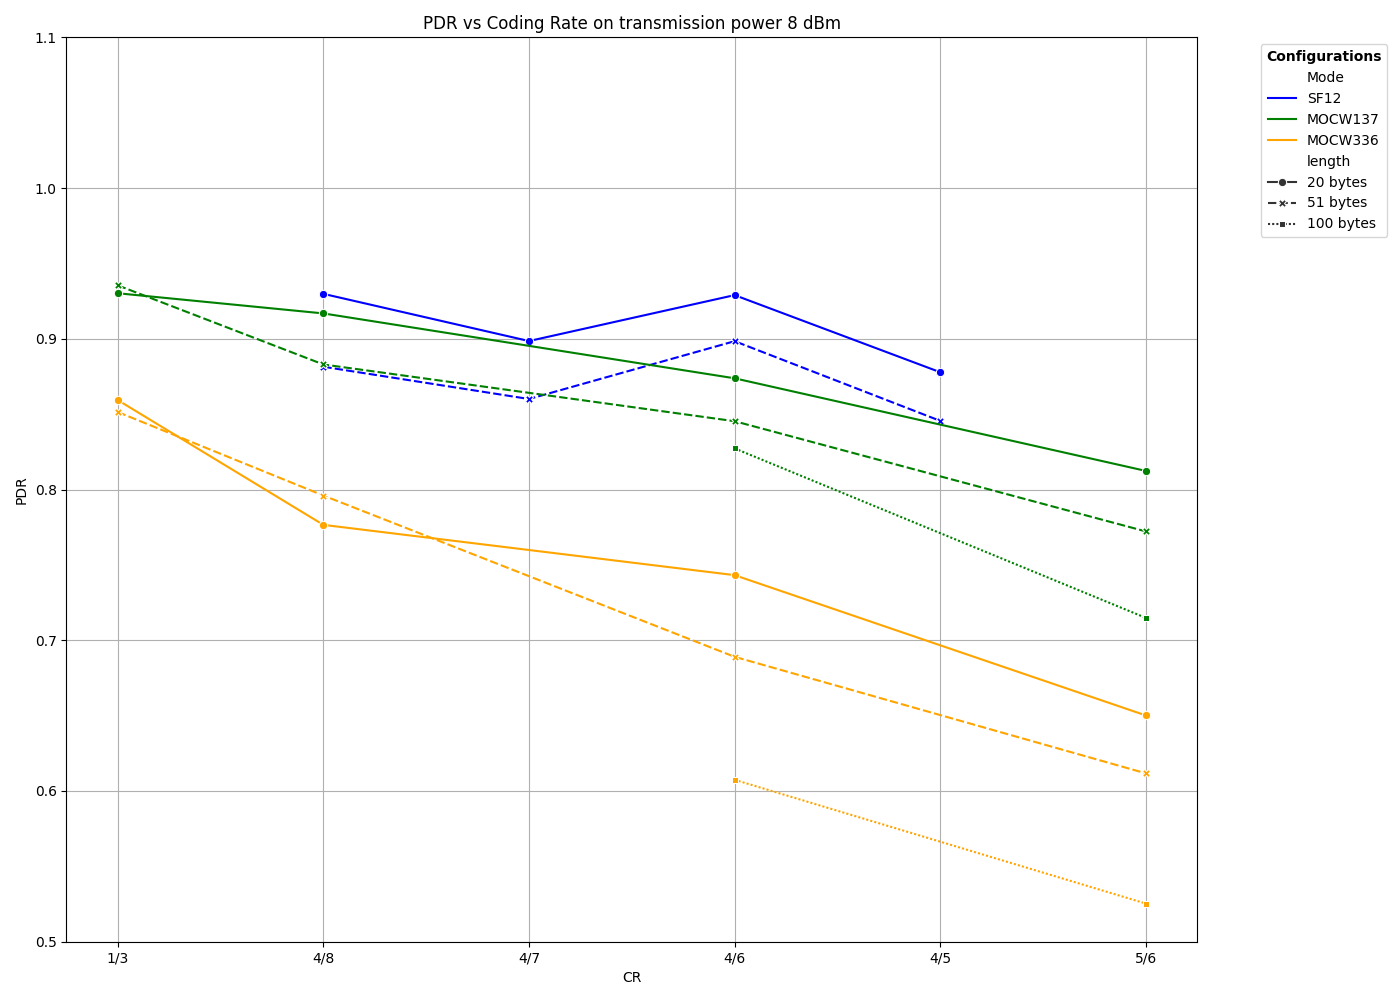 PDR vs Coding Rate on transmission power 8 dBm
1.1
1.0
0.9
0.8
0.7
0.6
0.5
PDR
1/3
4/8
4/7
4/6
4/5
5/6
CR
Configurations
Mode
SF12
MOCW137
MOCW336
length
20 bytes
51 bytes
100 bytes